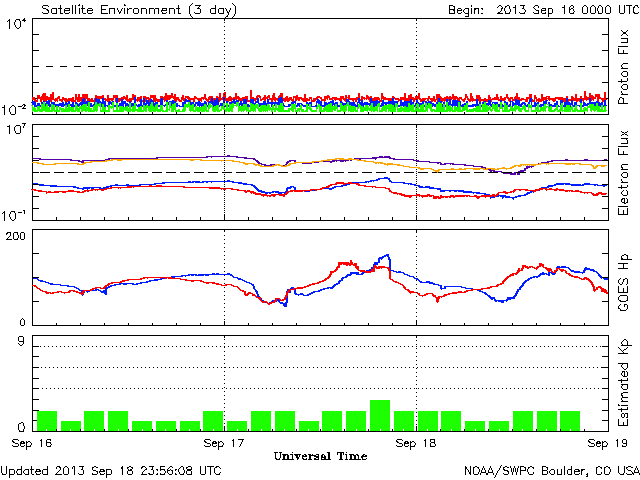 Satellite Environment (3 day) Begin: 2013 Sep 16 0000 UTC
10^4
10^-2
Proton Flux
10^7
10^-1
Electron Flux
200
0
GOES Hp
9
0
Estimated Kp
Sep 16 Sep 17 Sep 18 Sep 19
Universal Time
Updated 2013 Sep 18 23:56:08 UTC NOAA/SWPC Boulder, CO USA